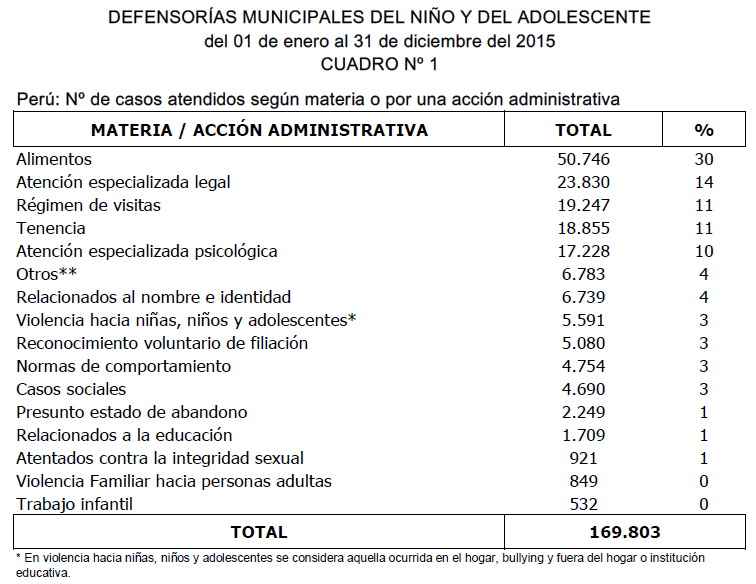 DEFENSORÍAS MUNICIPALES DEL NIÑO Y DEL ADOLESCENTE
del 01 de enero al 31 de diciembre del 2015
CUADRO Nº 1
Perú: Nº de casos atendidos según materia o por una acción administrativa
MATERIA / ACCIÓN ADMINISTRATIVA TOTAL %
Alimentos 50.746 30
Atención especializada legal 23.830 14
Régimen de visitas 19.247 11
Tenencia 18.855 11
Atención especializada psicológica 17.228 10
Otros** 6.783 4
Relacionados al nombre e identidad 6.739 4
Violencia hacia niñas, niños y adolescentes* 5.591 3
Reconocimiento voluntario de filiación 5.080 3
Normas de comportamiento 4.754 3
Casos sociales 4.690 3
Presunto estado de abandono 2.249 1
Relacionados a la educación 1.709 1
Atentados contra la integridad sexual 921 1
Violencia Familiar hacia personas adultas 849 0
Trabajo infantil 532 0
TOTAL 169.803
* En violencia hacia niñas, niños y adolescentes se considera aquella ocurrida en el hogar, bullying y fuera del hogar o institución
educativa.